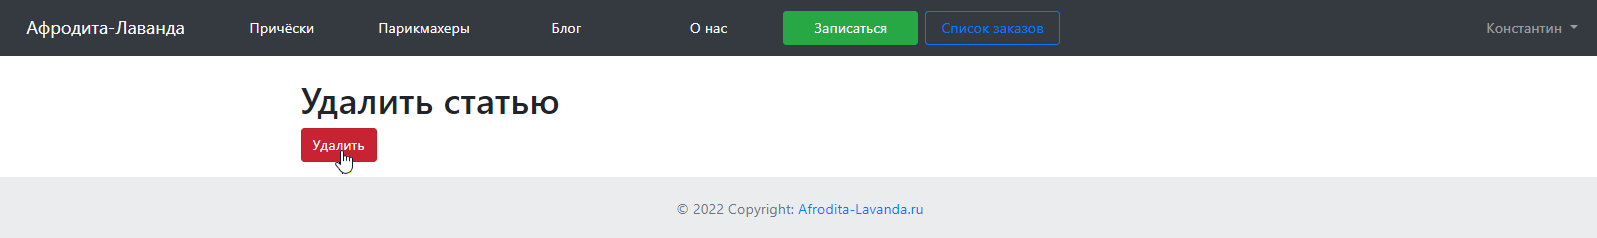 Афродита-Лаванда Причёски Парикмахеры Блог О нас Записаться Список заказов Константин
Удалить статью
Удалить
© 2022 Copyright: Afrodita-Lavanda.ru